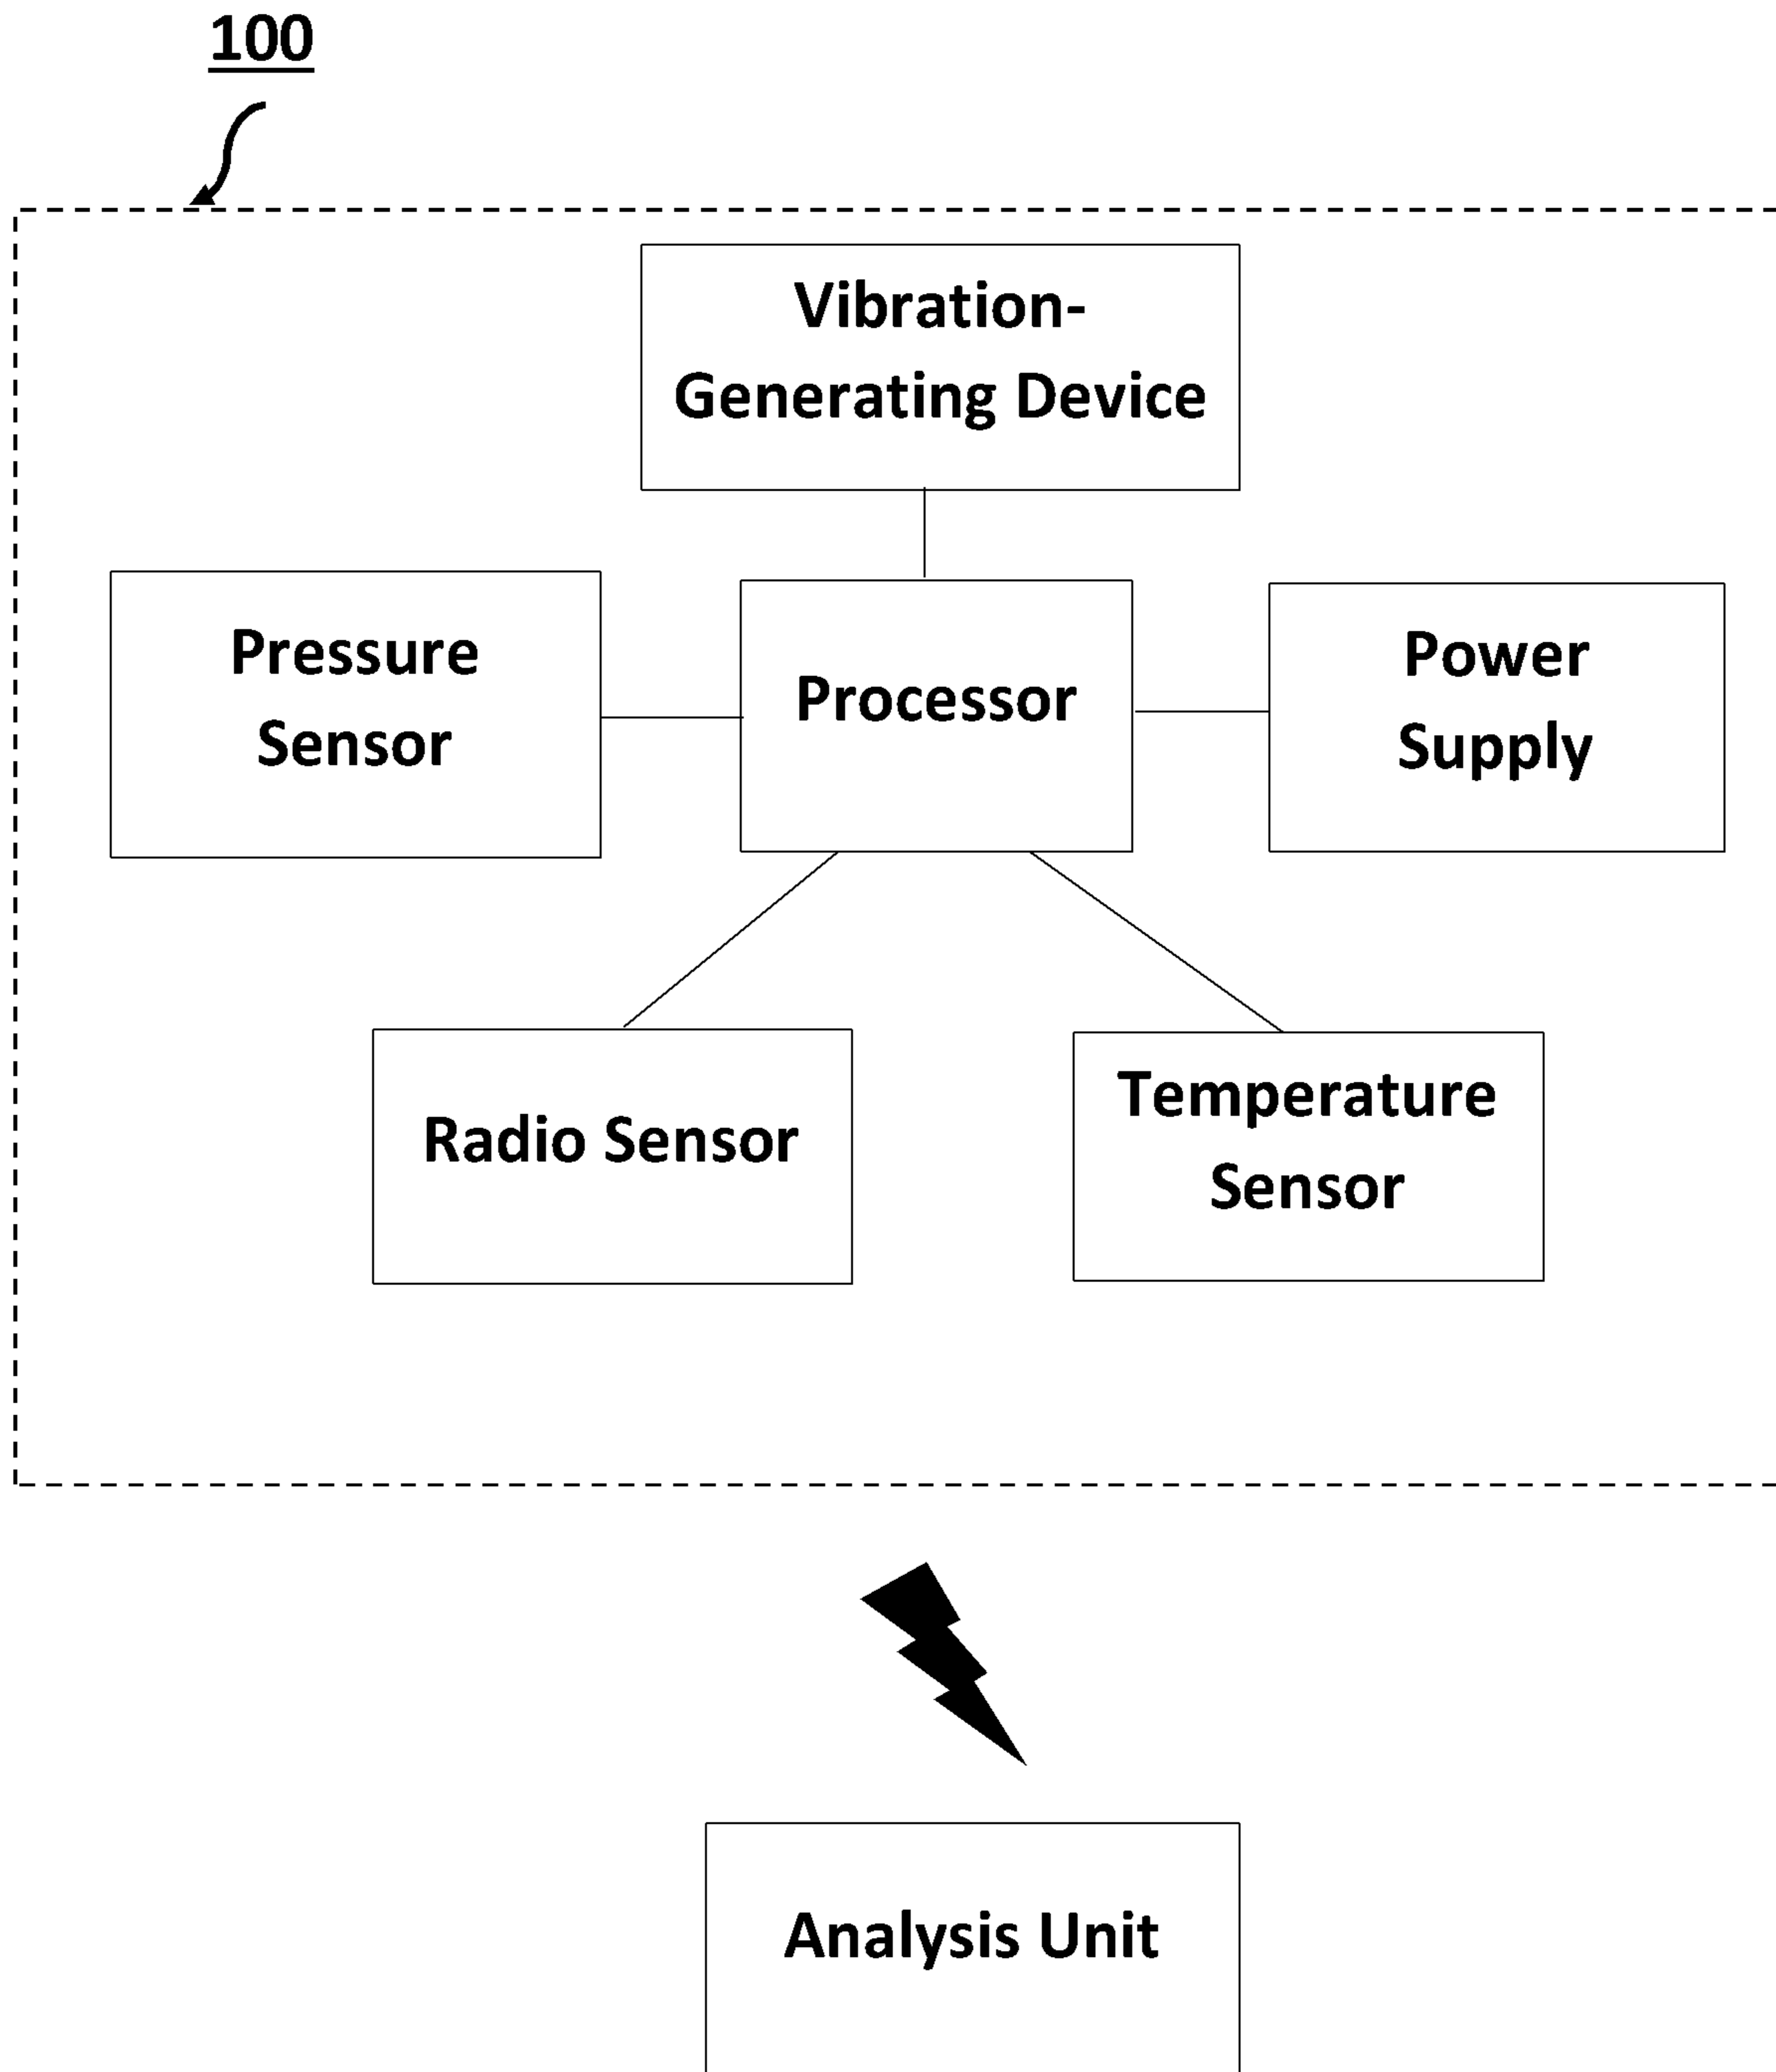 100
Vibration-
Generating Device
Pressure
Sensor
Processor
Power
Supply
Radio Sensor
Temperature
Sensor
Analysis Unit